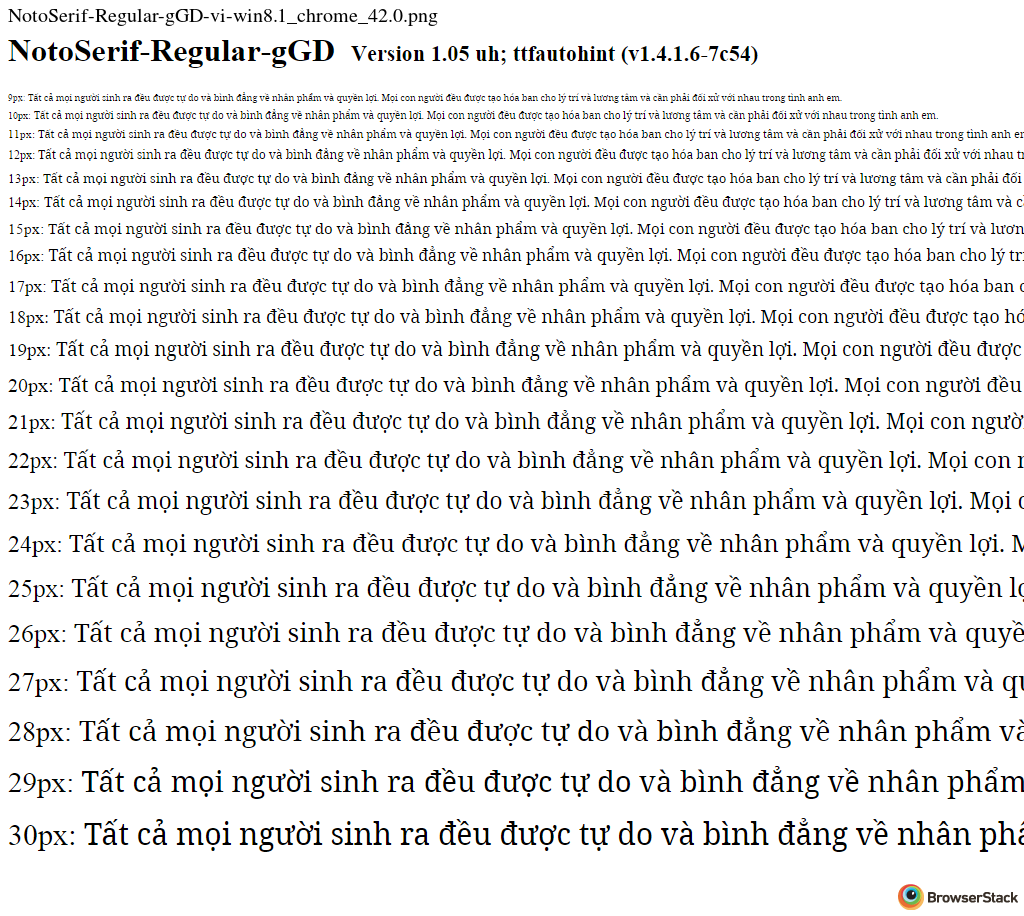 NotoSerif-Regular-gGD-vi-win8.1_chrome_42.0.png
NotoSerif-Regular-gGD Version 1.05 uh; ttfautohint (v1.4.1.6-7c54)
9px: Tất cả mọi người sinh ra đều được tự do và bình đẳng về nhân phẩm và quyền lợi. Mọi con người đều được tạo hóa ban cho lý trí và lương tâm và cần phải đối xử với nhau trong tình anh em.
10px: Tất cả mọi người sinh ra đều được tự do và bình đẳng về nhân phẩm và quyền lợi. Mọi con người đều được tạo hóa ban cho lý trí và lương tâm và cần phải đối xử với nhau trong tình anh em.
11px: Tất cả mọi người sinh ra đều được tự do và bình đẳng về nhân phẩm và quyền lợi. Mọi con người đều được tạo hóa ban cho lý trí và lương tâm và cần phải đối xử với nhau trong tình anh em
12px: Tất cả mọi người sinh ra đều được tự do và bình đẳng về nhân phẩm và quyền lợi. Mọi con người đều được tạo hóa ban cho lý trí và lương tâm và cần phải đối xử với nhau
13px: Tất cả mọi người sinh ra đều được tự do và bình đẳng về nhân phẩm và quyền lợi. Mọi con người đều được tạo hóa ban cho lý trí và lương tâm và cần phải đối
14px: Tất cả mọi người sinh ra đều được tự do và bình đẳng về nhân phẩm và quyền lợi. Mọi con người đều được tạo hóa ban cho lý trí và lương tâm và
15px: Tất cả mọi người sinh ra đều được tự do và bình đẳng về nhân phẩm và quyền lợi. Mọi con người đều được tạo hóa ban cho lý trí và lươn
16px: Tất cả mọi người sinh ra đều được tự do và bình đẳng về nhân phẩm và quyền lợi. Mọi con người đều được tạo hóa ban cho lý
17px: Tất cả mọi người sinh ra đều được tự do và bình đẳng về nhân phẩm và quyền lợi. Mọi con người đều được tạo hóa ban
18px: Tất cả mọi người sinh ra đều được tự do và bình đẳng về nhân phẩm và quyền lợi. Mọi con người đều được tạo hó
19px: Tất cả mọi người sinh ra đều được tự do và bình đẳng về nhân phẩm và quyền lợi. Mọi con người đều được
20px: Tất cả mọi người sinh ra đều được tự do và bình đẳng về nhân phẩm và quyền lợi. Mọi con người đều
21px: Tất cả mọi người sinh ra đều được tự do và bình đẳng về nhân phẩm và quyền lợi. Mọi con ngườ
22px: Tất cả mọi người sinh ra đều được tự do và bình đẳng về nhân phẩm và quyền lợi. Mọi con
23px: Tất cả mọi người sinh ra đều được tự do và bình đẳng về nhân phẩm và quyền lợi. Mọi
24px: Tất cả mọi người sinh ra đều được tự do và bình đẳng về nhân phẩm và quyền lợi.
25px: Tất cả mọi người sinh ra đều được tự do và bình đẳng về nhân phẩm và quyền lợ
26px: Tất cả mọi người sinh ra đều được tự do và bình đẳng về nhân phẩm và quyề
27px: Tất cả mọi người sinh ra đều được tự do và bình đẳng về nhân phẩm và
28px: Tất cả mọi người sinh ra đều được tự do và bình đẳng về nhân phẩm và
29px: Tất cả mọi người sinh ra đều được tự do và bình đẳng về nhân phẩm
30px: Tất cả mọi người sinh ra đều được tự do và bình đẳng về nhân phẩ
BrowserStack